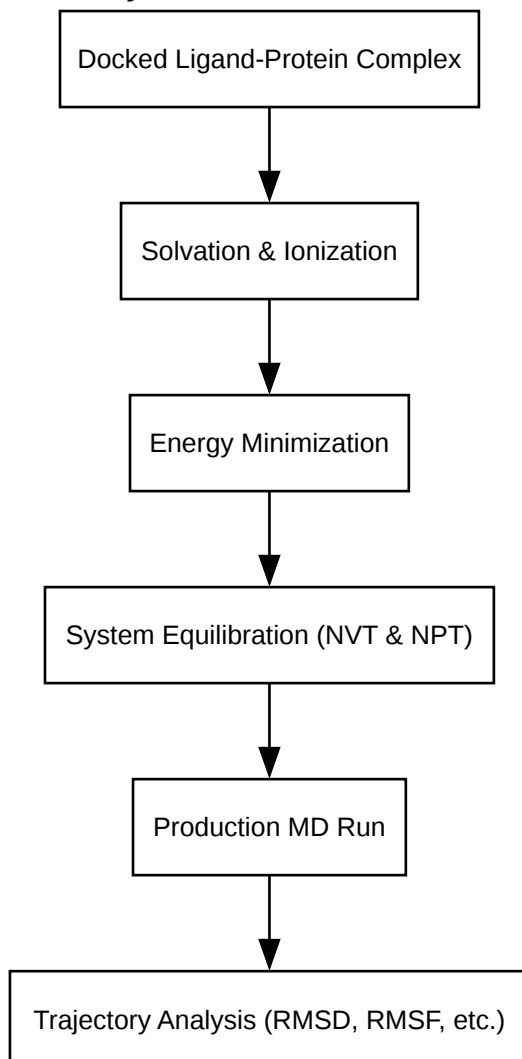 Docked Ligand-Protein Complex
Solvation & Ionization
Energy Minimization
System Equilibration (NVT & NPT)
Production MD Run
Trajectory Analysis (RMSD, RMSF, etc.)